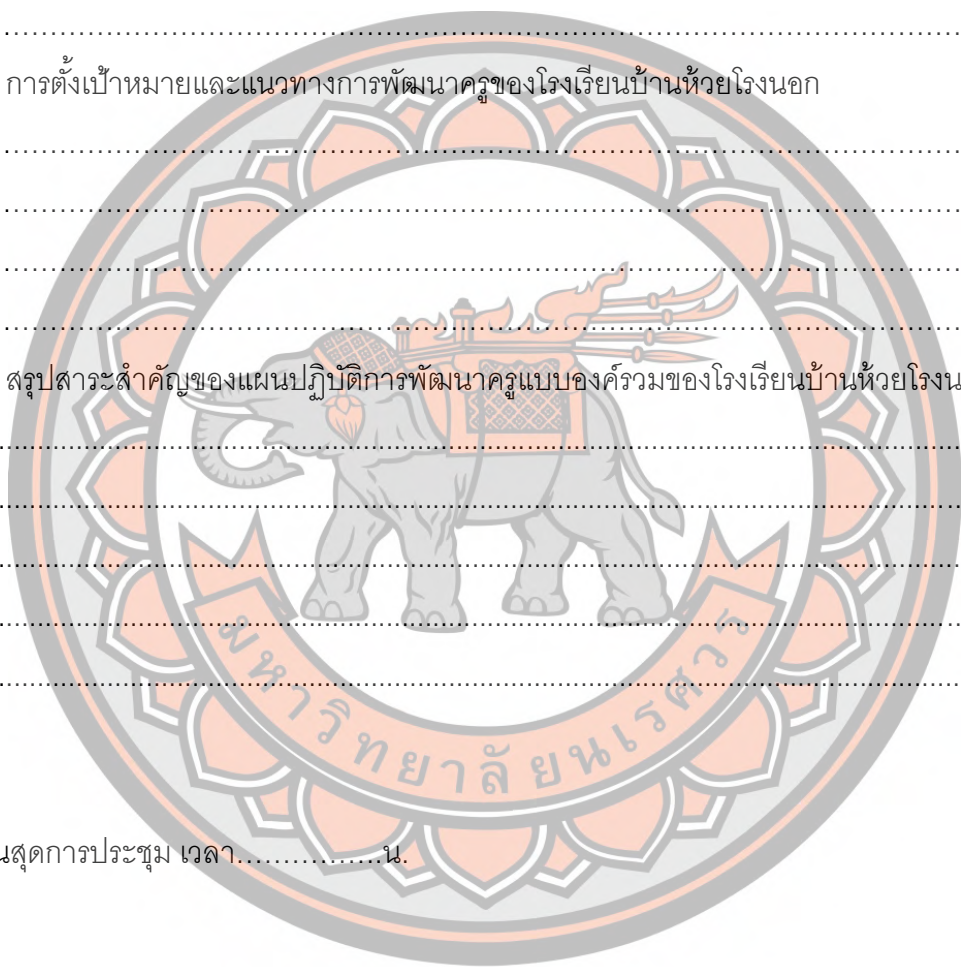 ................................................................................................
การตั้งเป้าหมายและแนวทางการพัฒนาครูของโรงเรียนบ้านห้วยโรงนอก
................................................................................................
................................................................................................
................................................................................................
................................................................................................
สรุปสาระสำคัญของแผนปฏิบัติการพัฒนาครูแบบองค์รวมของโรงเรียนบ้านห้วยโรงน
................................................................................................
................................................................................................
................................................................................................
................................................................................................
................................................................................................
มหาวิทยาลัยนเรศวร
นสุดการประชุม เวลา................น.